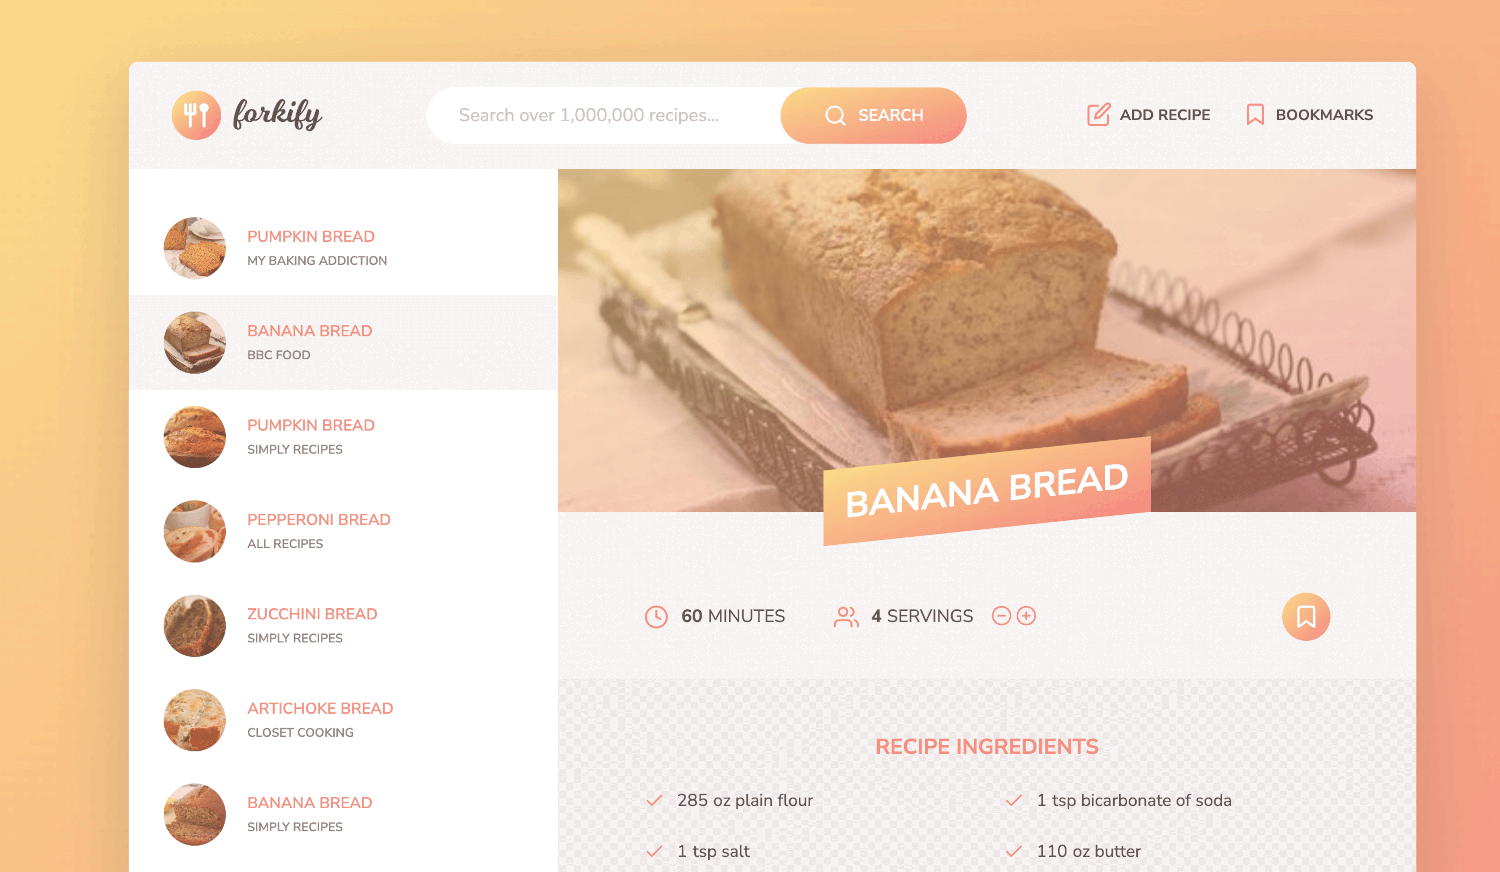 forkify
Search over 1,000,000 recipes...
SEARCH
ADD RECIPE
BOOKMARKS
PUMPKIN BREAD
MY BAKING ADDICTION
BANANA BREAD
BBC FOOD
PUMPKIN BREAD
SIMPLY RECIPES
PEPPERONI BREAD
ALL RECIPES
ZUCCHINI BREAD
SIMPLY RECIPES
ARTICHOKE BREAD
CLOSET COOKING
BANANA BREAD
SIMPLY RECIPES
BANANA BREAD
60 MINUTES
4 SERVINGS
RECIPE INGREDIENTS
285 oz plain flour
1 tsp bicarbonate of soda
1 tsp salt
110 oz butter